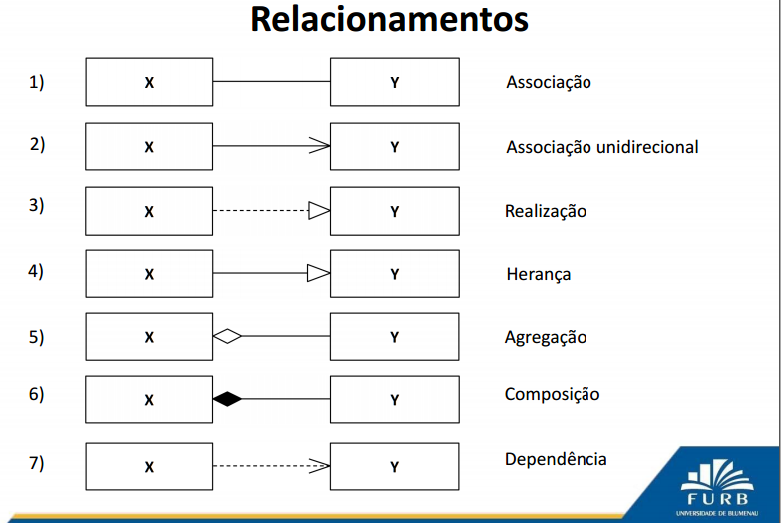 Relacionamentos
1) X Y Associação
2) X Y Associação unidirecional
3) X Y Realização
4) X Y Herança
5) X Y Agregação
6) X Y Composição
7) X Y Dependência
FURB
UNIVERSIDADE DE BLUMENAU